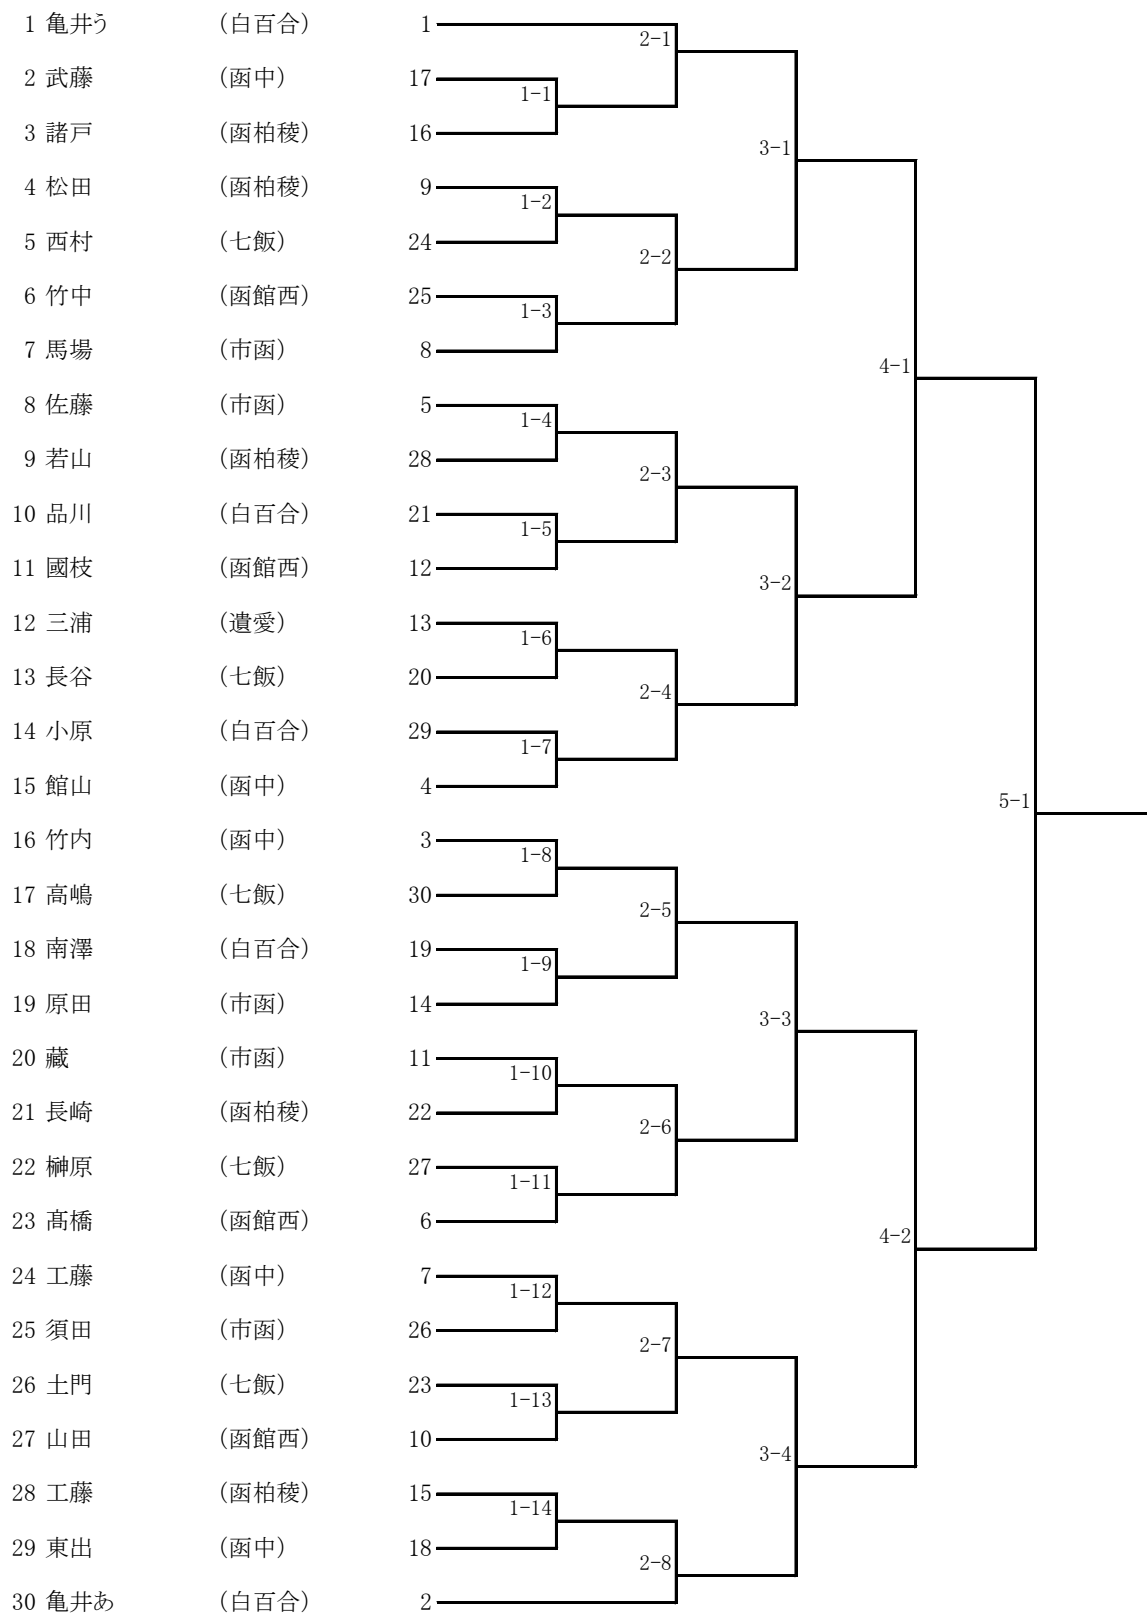 1 亀井う (白百合) 1
2-1
2 武藤 (函中) 17
1-1
3 諸戸 (函柏稜) 16
3-1
4 松田 (函柏稜) 9
1-2
5 西村 (七飯) 24
2-2
6 竹中 (函館西) 25
1-3
7 馬場 (市函) 8
4-1
8 佐藤 (市函) 5
1-4
9 若山 (函柏稜) 28
2-3
10 品川 (白百合) 21
1-5
11 國枝 (函館西) 12
3-2
12 三浦 (遺愛) 13
1-6
13 長谷 (七飯) 20
2-4
14 小原 (白百合) 29
1-7
15 館山 (函中) 4
5-1
16 竹内 (函中) 3
1-8
17 高嶋 (七飯) 30
2-5
18 南澤 (白百合) 19
1-9
19 原田 (市函) 14
3-3
20 藏 (市函) 11
1-10
21 長崎 (函柏稜) 22
2-6
22 榊原 (七飯) 27
1-11
23 髙橋 (函館西) 6
4-2
24 工藤 (函中) 7
1-12
25 須田 (市函) 26
2-7
26 土門 (七飯) 23
1-13
27 山田 (函館西) 10
3-4
28 工藤 (函柏稜) 15
1-14
29 東出 (函中) 18
2-8
30 亀井あ (白百合) 2